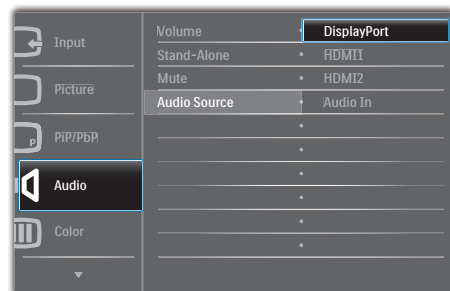 Input
Picture
PiP/PbP
P
Audio
Color
Volume
Stand-Alone
Mute
Audio Source
DisplayPort
HDMI1
HDMI2
Audio In